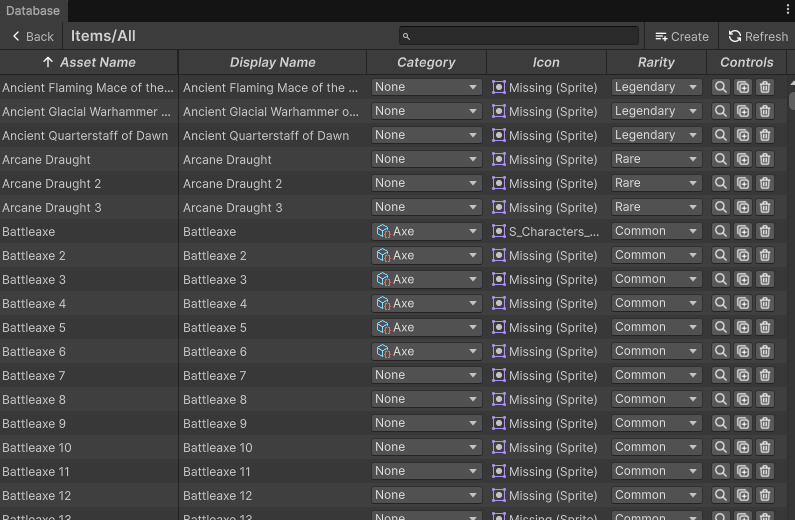 Database
Back Items/All Create Refresh
Asset Name Display Name Category Icon Rarity Controls
Ancient Flaming Mace of the... Ancient Flaming Mace of the ... None Missing (Sprite) Legendary
Ancient Glacial Warhammer ... Ancient Glacial Warhammer o... None Missing (Sprite) Legendary
Ancient Quarterstaff of Dawn Ancient Quarterstaff of Dawn None Missing (Sprite) Legendary
Arcane Draught Arcane Draught None Missing (Sprite) Rare
Arcane Draught 2 Arcane Draught 2 None Missing (Sprite) Rare
Arcane Draught 3 Arcane Draught 3 None Missing (Sprite) Rare
Battleaxe Battleaxe Axe S_Characters_... Common
Battleaxe 2 Battleaxe 2 Axe Missing (Sprite) Common
Battleaxe 3 Battleaxe 3 Axe Missing (Sprite) Common
Battleaxe 4 Battleaxe 4 Axe Missing (Sprite) Common
Battleaxe 5 Battleaxe 5 Axe Missing (Sprite) Common
Battleaxe 6 Battleaxe 6 Axe Missing (Sprite) Common
Battleaxe 7 Battleaxe 7 None Missing (Sprite) Common
Battleaxe 8 Battleaxe 8 None Missing (Sprite) Common
Battleaxe 9 Battleaxe 9 None Missing (Sprite) Common
Battleaxe 10 Battleaxe 10 None Missing (Sprite) Common
Battleaxe 11 Battleaxe 11 None Missing (Sprite) Common
Battleaxe 12 Battleaxe 12 None Missing (Sprite) Common
Battleaxe 13 Battleaxe 13 None Missing (Sprite) Common